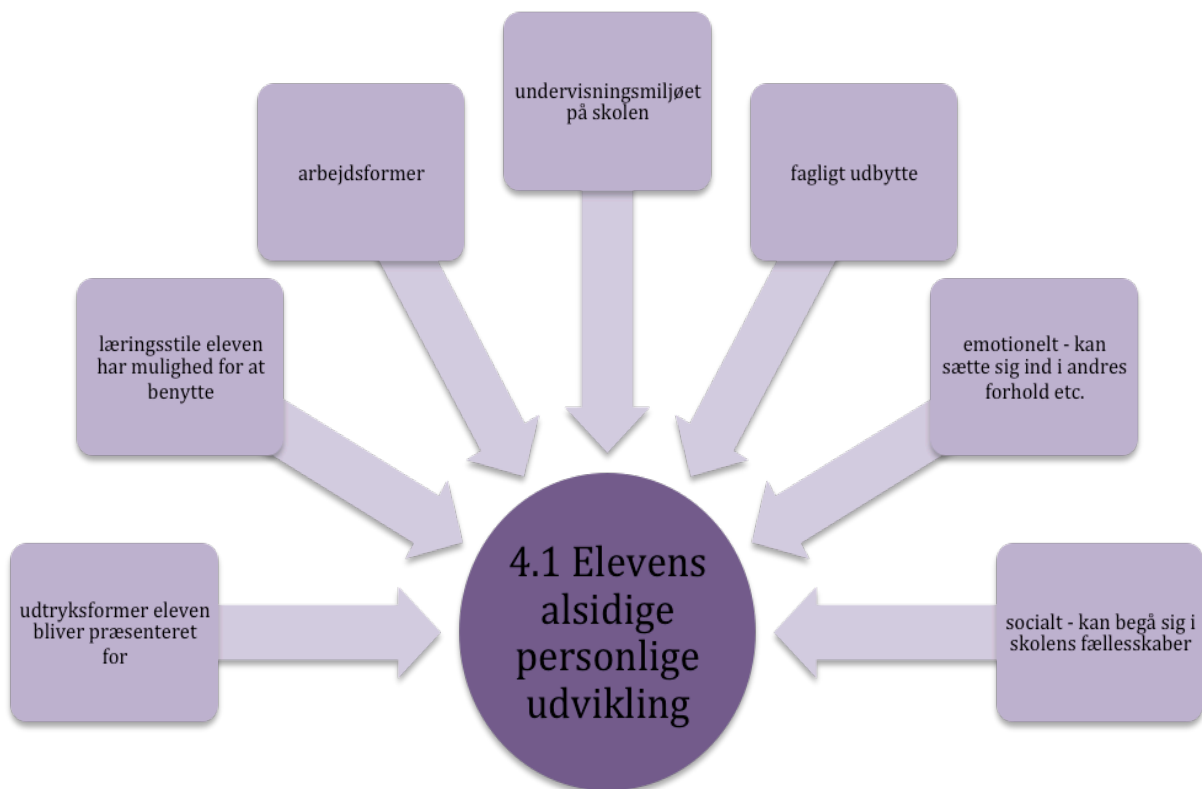 undervisningsmiljøet
på skolen
arbejdsformer
fagligt udbytte
læringsstile eleven
har mulighed for at
benytte
emotionelt - kan
sætte sig ind i andres
forhold etc.
udtryksformer eleven
bliver præsenteret
for
4.1 Elevens
alsidige
personlige
udvikling
socialt - kan begå sig i
skolens fællesskaber